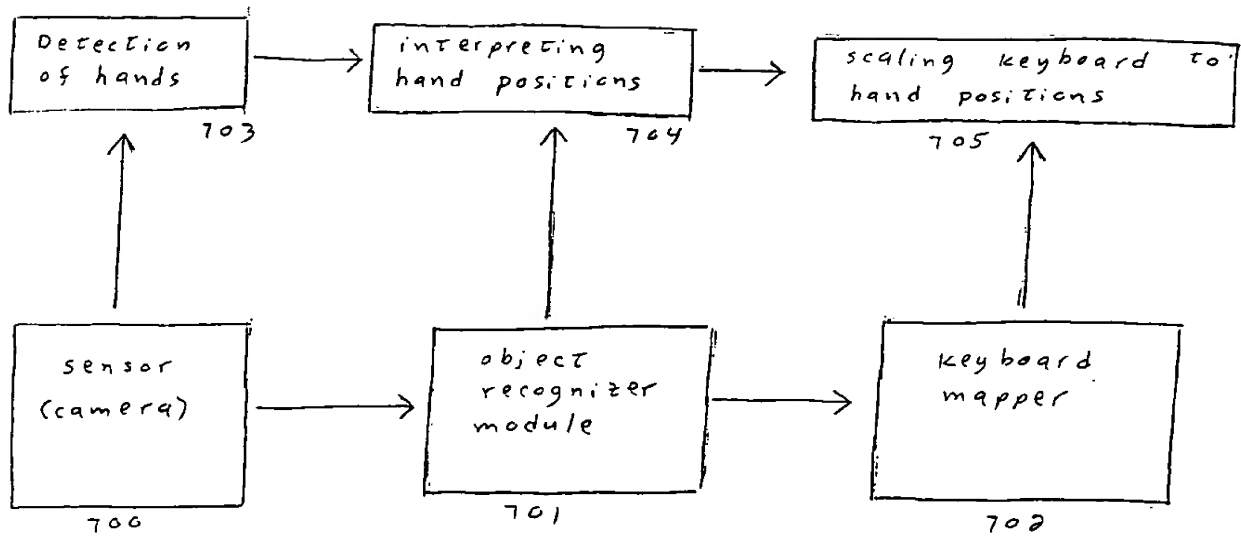 Detection
of hands
703
interpreting
hand positions
704
scaling keyboard to
hand positions
705
sensor
(camera)
700
object
recognizer
module
701
keyboard
mapper
702